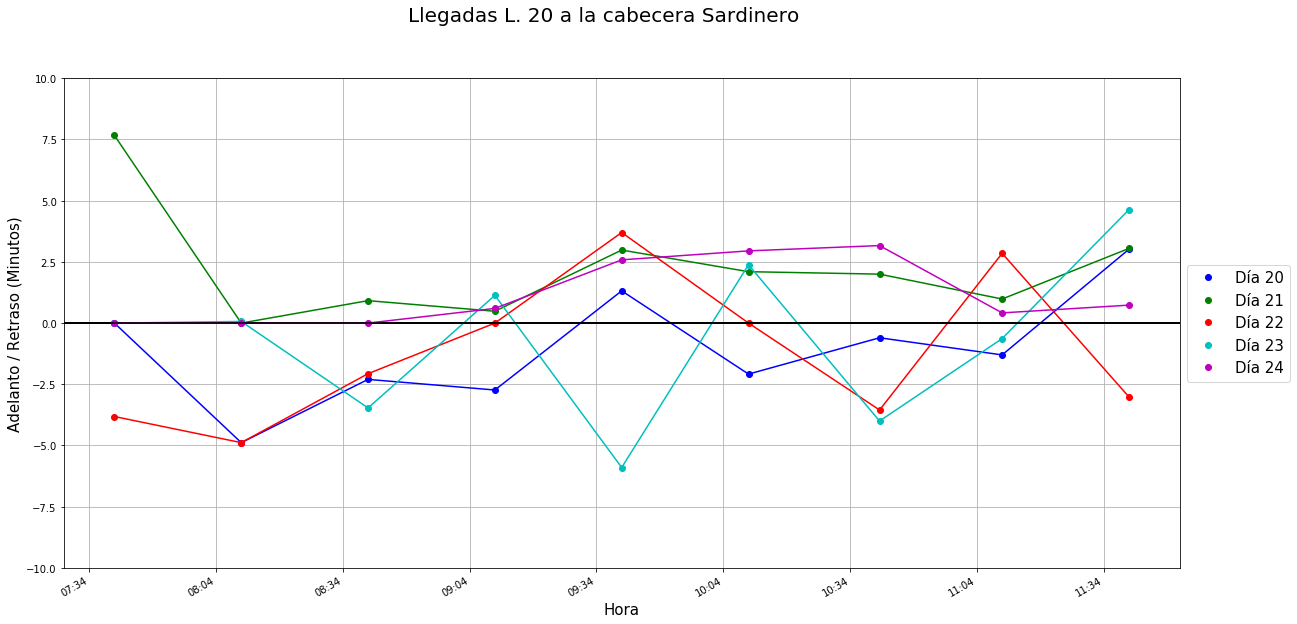 Llegadas L. 20 a la cabecera Sardinero
Adelanto / Retraso (Minutos)
10.0
7.5
5.0
2.5
0.0
−2.5
−5.0
−7.5
−10.0
07:34
08:04
08:34
09:04
09:34
10:04
10:34
11:04
11:34
Hora
Día 20
Día 21
Día 22
Día 23
Día 24